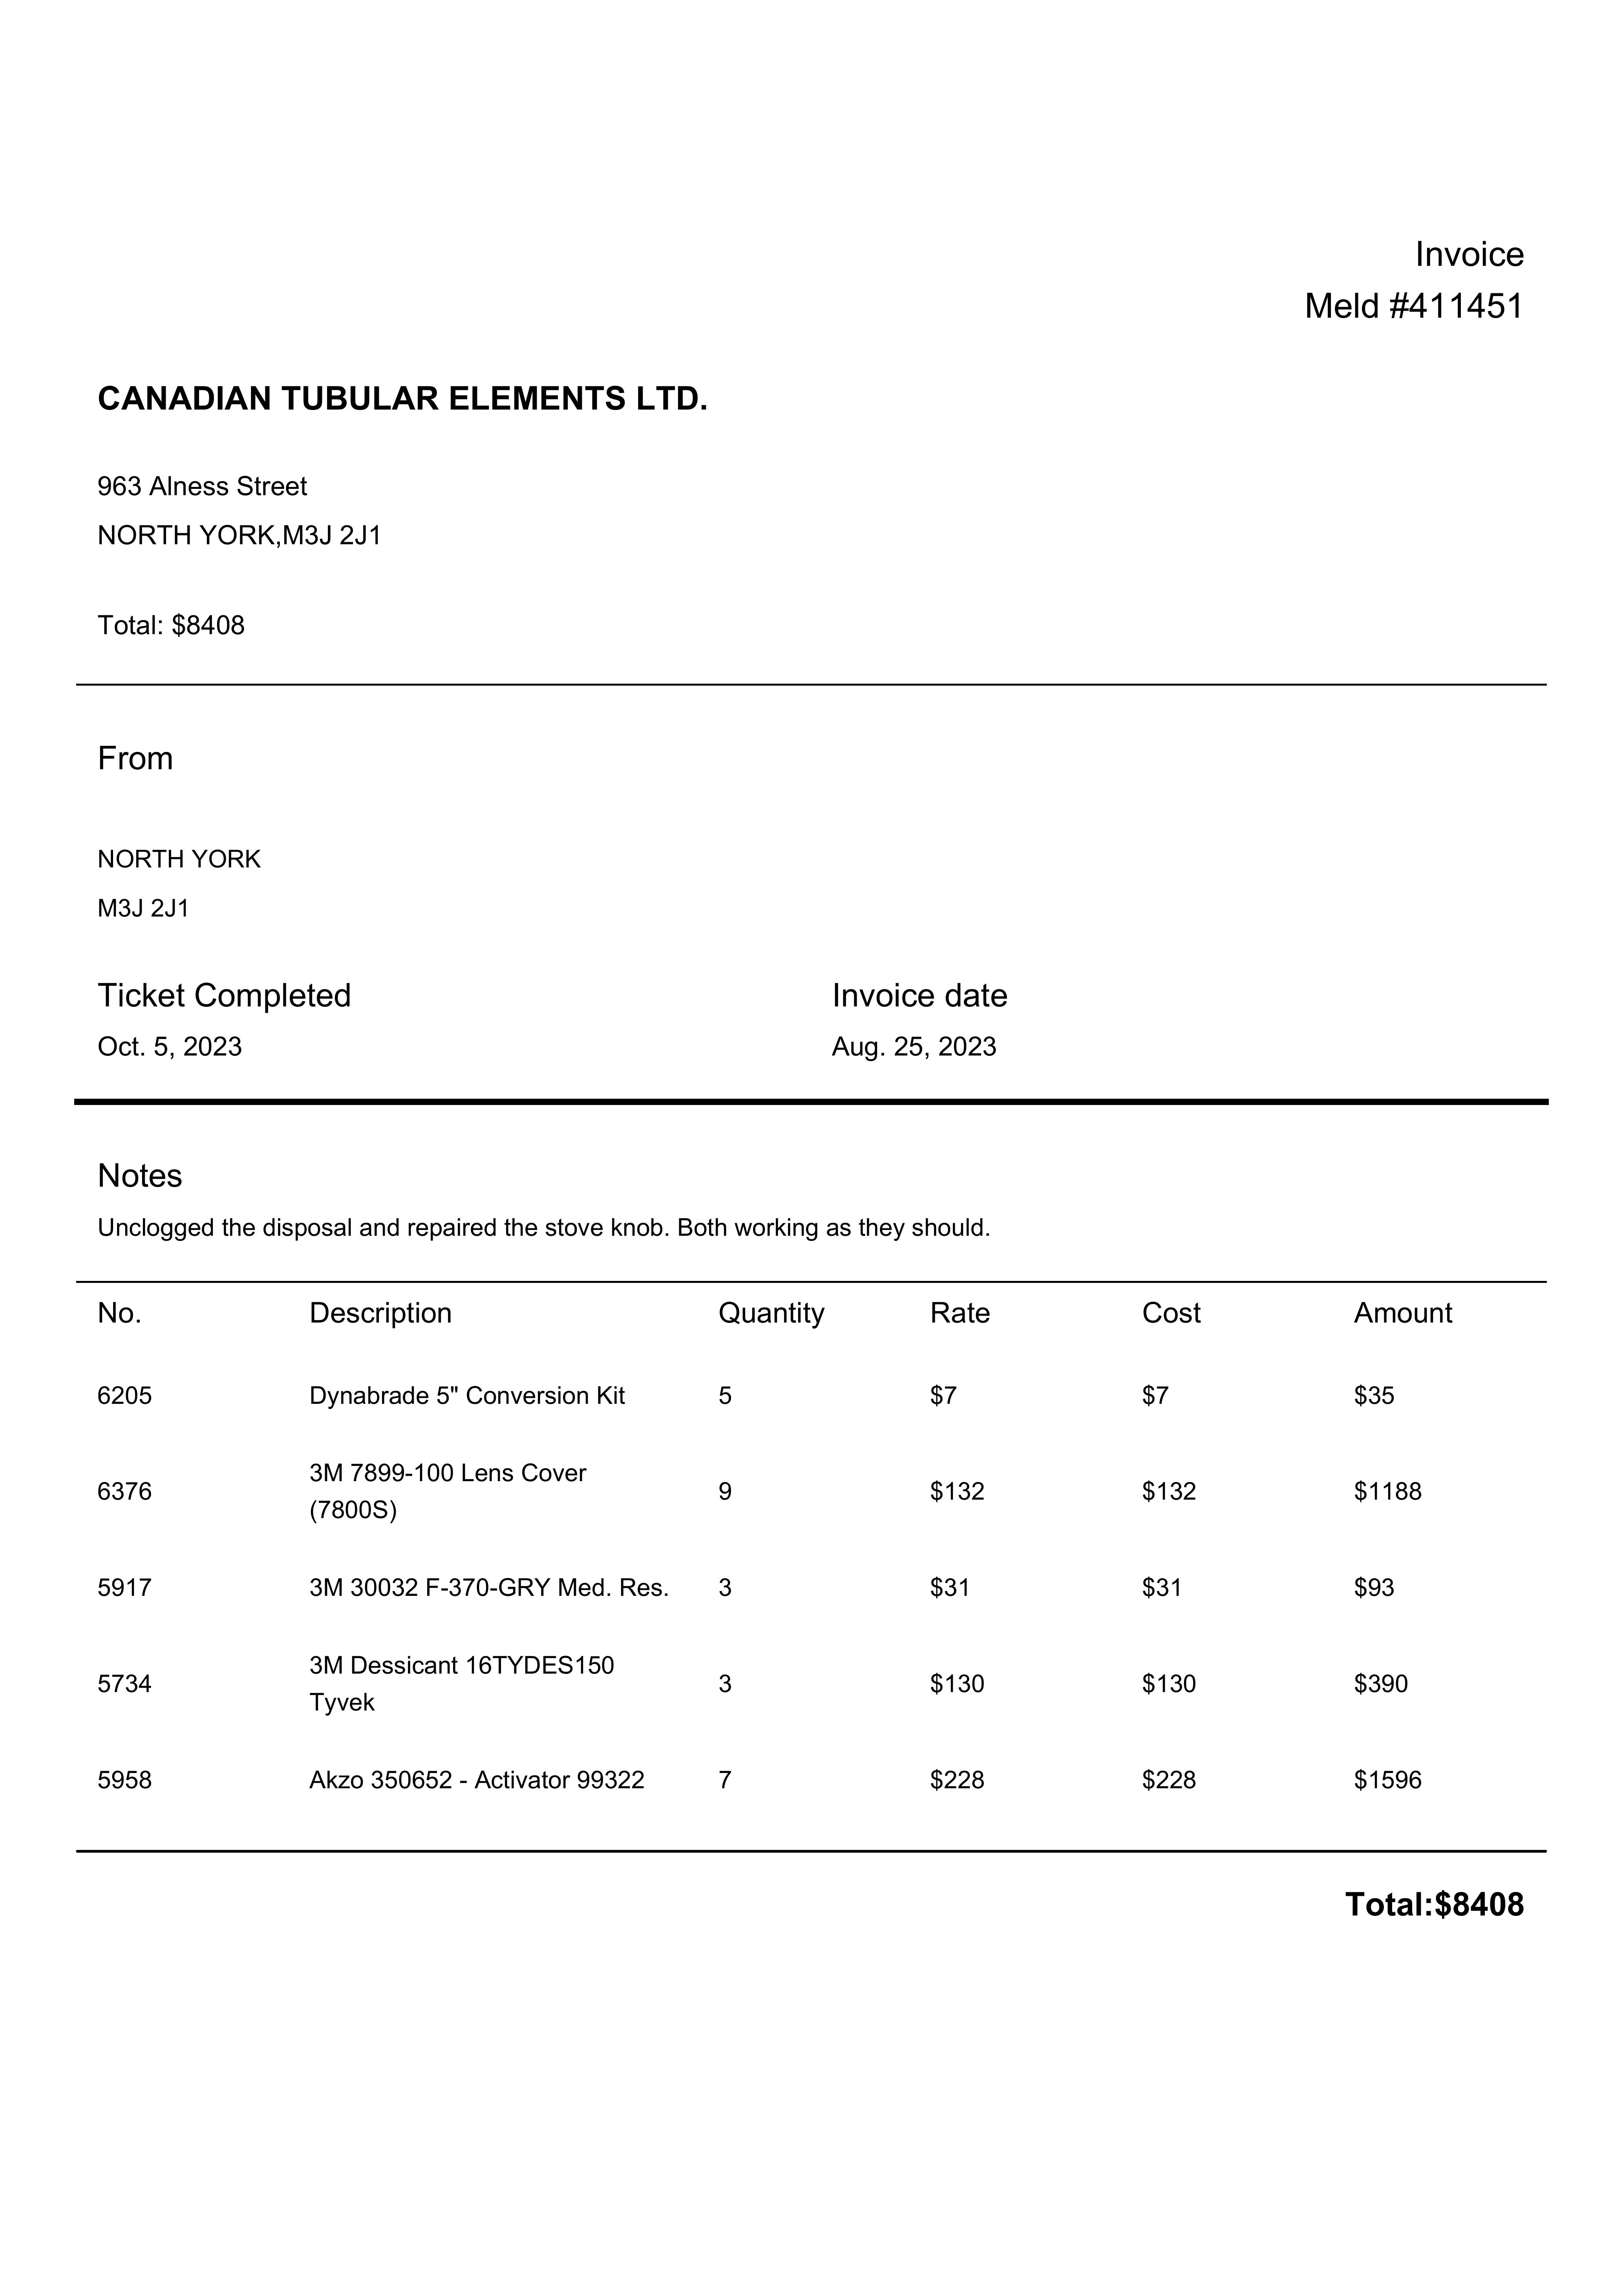 Invoice
Meld #411451
CANADIAN TUBULAR ELEMENTS LTD.
963 Alness Street
NORTH YORK,M3J 2J1
Total: $8408
From
NORTH YORK
M3J 2J1
Ticket Completed Invoice date
Oct. 5, 2023 Aug. 25, 2023
Notes
Unclogged the disposal and repaired the stove knob. Both working as they should.
No. Description Quantity Rate Cost Amount
6205 Dynabrade 5" Conversion Kit 5 $7 $7 $35
3M 7899-100 Lens Cover
6376 9 $132 $132 $1188
(7800S)
5917 3M 30032 F-370-GRY Med. Res. 3 $31 $31 $93
3M Dessicant 16TYDES150
5734 3 $130 $130 $390
Tyvek
5958 Akzo 350652 - Activator 99322 7 $228 $228 $1596
Total:$8408